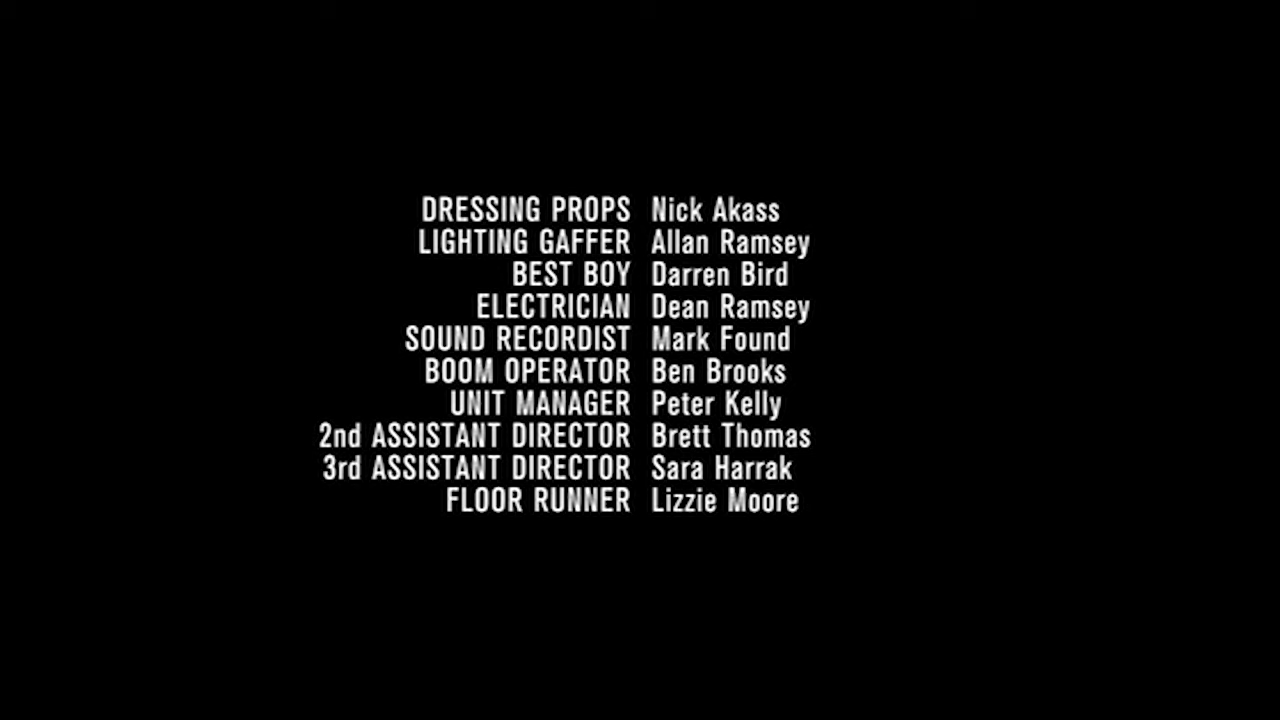 DRESSING PROPS Nick Akass
LIGHTING GAFFER Allan Ramsey
BEST BOY Darren Bird
ELECTRICIAN Dean Ramsey
SOUND RECORDIST Mark Found
BOOM OPERATOR Ben Brooks
UNIT MANAGER Peter Kelly
2nd ASSISTANT DIRECTOR Brett Thomas
3rd ASSISTANT DIRECTOR Sara Harrak
FLOOR RUNNER Lizzie Moore